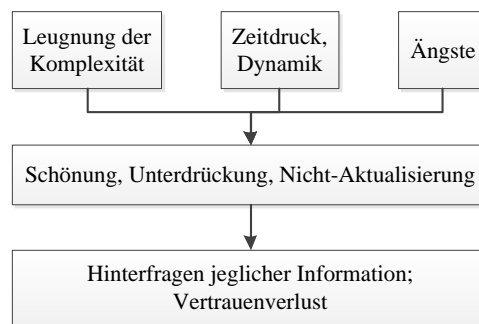 Leugnung der
Komplexität
Zeitdruck,
Dynamik
Ängste
Schönung, Unterdrückung, Nicht-Aktualisierung
Hinterfragen jeglicher Information;
Vertrauenverlust